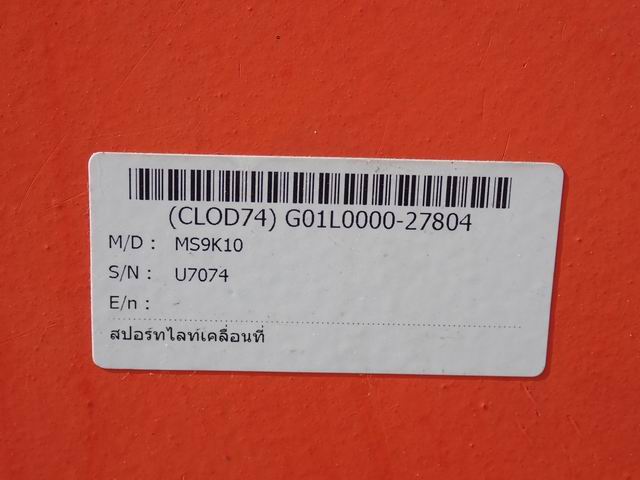 (CLOD74) G01L0000-27804
M/D : MS9K10
S/N : U7074
E/n :
สปอร์ทไลท์เคลื่อนที่